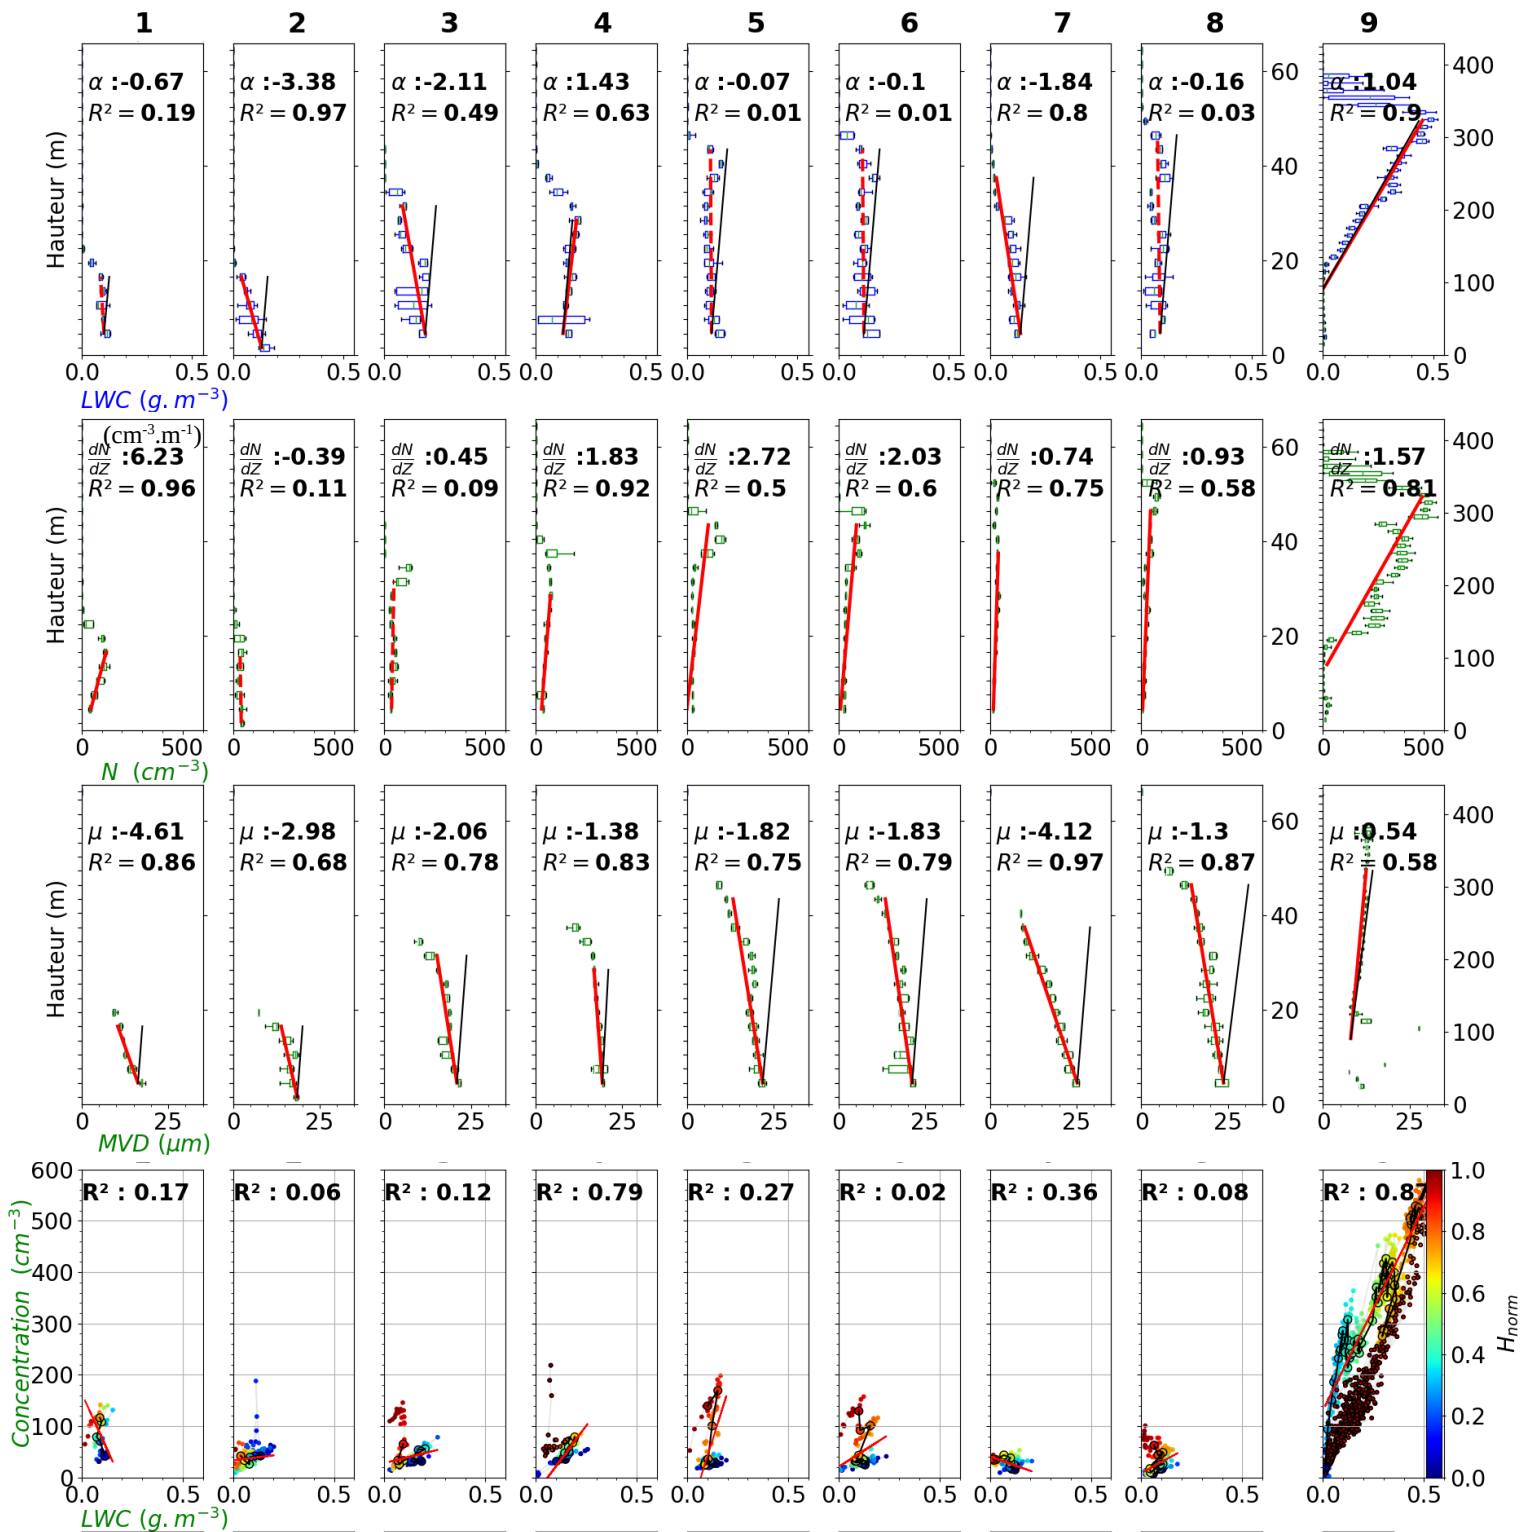 1 2 3 4 5 6 7 8 9
α :-0.67 α :-3.38 α :-2.11 α :1.43 α :-0.07 α :-0.1 α :-1.84 α :-0.16 α :1.04
R² = 0.19 R² = 0.97 R² = 0.49 R² = 0.63 R² = 0.01 R² = 0.01 R² = 0.8 R² = 0.03 R² = 0.9
Hauteur (m)
60 40 20 0
400 300 200 100 0
0.0 0.5 0.0 0.5 0.0 0.5 0.0 0.5 0.0 0.5 0.0 0.5 0.0 0.5 0.0 0.5 0.0 0.5
LWC (g.m⁻³)
(cm⁻³.m⁻¹)
dN/dZ :6.23 dN/dZ :-0.39 dN/dZ :0.45 dN/dZ :1.83 dN/dZ :2.72 dN/dZ :2.03 dN/dZ :0.74 dN/dZ :0.93 dN/dZ :1.57
R² = 0.96 R² = 0.11 R² = 0.09 R² = 0.92 R² = 0.5 R² = 0.6 R² = 0.75 R² = 0.58 R² = 0.81
Hauteur (m)
60 40 20 0
400 300 200 100 0
0 500 0 500 0 500 0 500 0 500 0 500 0 500 0 500 0 500
N (cm⁻³)
μ :-4.61 μ :-2.98 μ :-2.06 μ :-1.38 μ :-1.82 μ :-1.83 μ :-4.12 μ :-1.3 μ :0.54
R² = 0.86 R² = 0.68 R² = 0.78 R² = 0.83 R² = 0.75 R² = 0.79 R² = 0.97 R² = 0.87 R² = 0.58
Hauteur (m)
60 40 20 0
400 300 200 100 0
0 25 0 25 0 25 0 25 0 25 0 25 0 25 0 25 0 25
MVD (μm)
R² : 0.17 R² : 0.06 R² : 0.12 R² : 0.79 R² : 0.27 R² : 0.02 R² : 0.36 R² : 0.08 R² : 0.87
Concentration (cm⁻³)
600 500 400 300 200 100 0
1.0 0.8 0.6 0.4 0.2 0.0
H_norm
0.0 0.5 0.0 0.5 0.0 0.5 0.0 0.5 0.0 0.5 0.0 0.5 0.0 0.5 0.0 0.5 0.0 0.5
LWC (g.m⁻³)